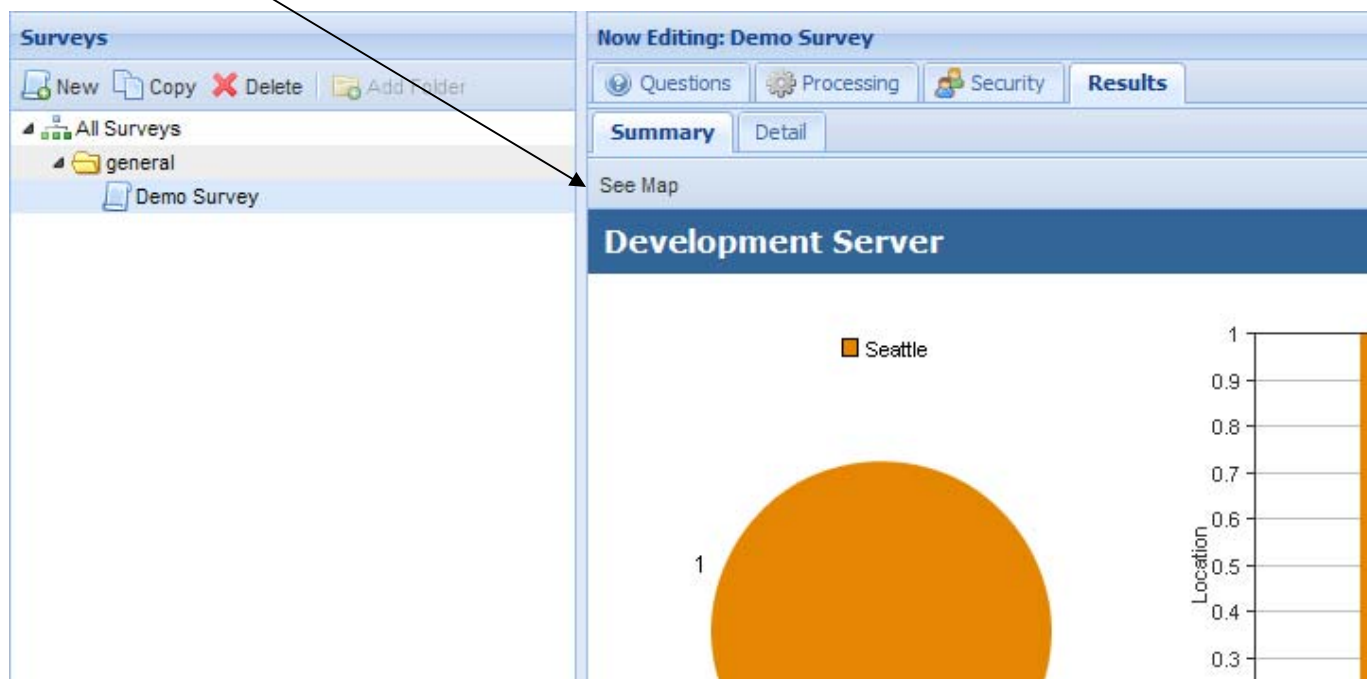 Surveys
New Copy Delete Add Folder
All Surveys
general
Demo Survey
Now Editing: Demo Survey
Questions Processing Security Results
Summary Detail
See Map
Development Server
Seattle
1
1
0.9
0.8
0.7
0.6
0.5
0.4
0.3
Location